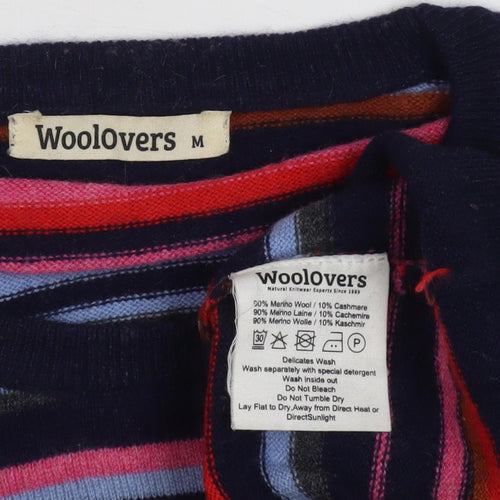 WoolOvers M
WoolOvers
Natural Knitwear Experts Since 1989
90% Merino Wool / 10% Cashmere
90% Merino Laine / 10% Cachemire
90% Merino Wolle / 10% Kaschmir
30 P
Delicates Wash
Wash separately with special detergent
Wash inside out
Do Not Bleach
Do Not Tumble Dry
Lay Flat to Dry,Away from Direct Heat or
DirectSunlight